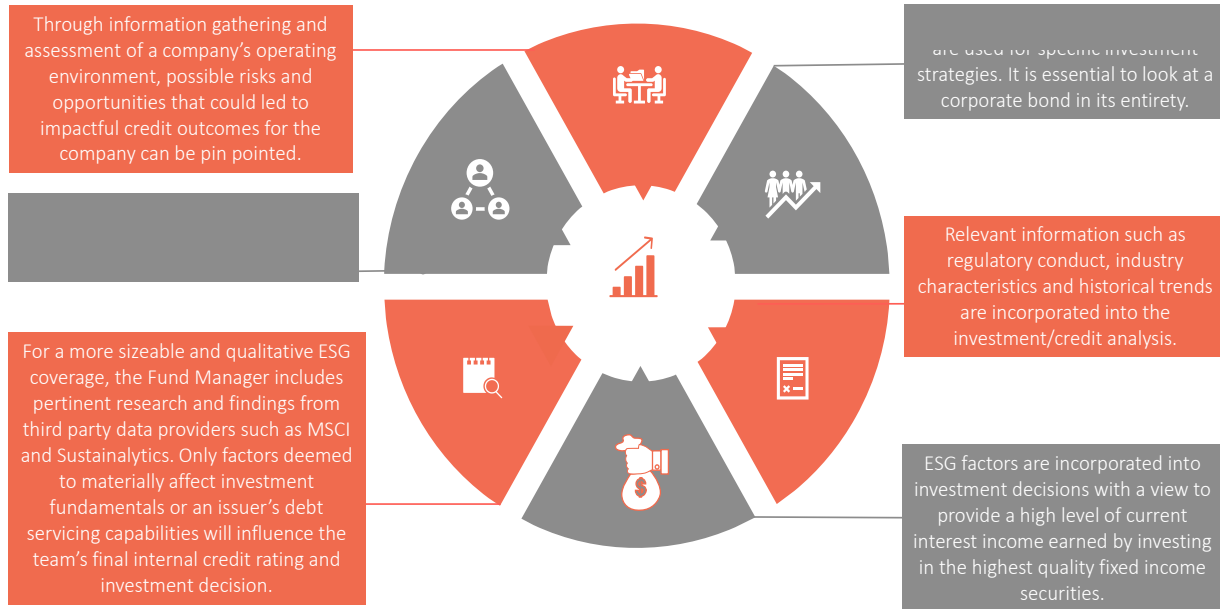 Through information gathering and
assessment of a company's operating
environment, possible risks and
opportunities that could led to
impactful credit outcomes for the
company can be pin pointed.
are used for specific investment
strategies. It is essential to look at a
corporate bond in its entirety.
Relevant information such as
regulatory conduct, industry
characteristics and historical trends
are incorporated into the
investment/credit analysis.
For a more sizeable and qualitative ESG
coverage, the Fund Manager includes
pertinent research and findings from
third party data providers such as MSCI
and Sustainalytics. Only factors deemed
to materially affect investment
fundamentals or an issuer's debt
servicing capabilities will influence the
team's final internal credit rating and
investment decision.
$
ESG factors are incorporated into
investment decisions with a view to
provide a high level of current
interest income earned by investing
in the highest quality fixed income
securities.